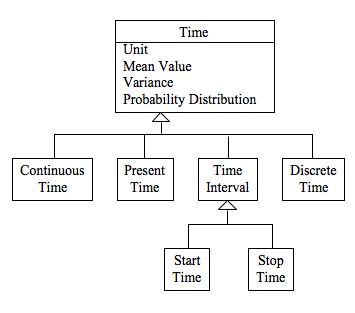 Time
Unit
Mean Value
Variance
Probability Distribution
Continuous
Time
Present
Time
Time
Interval
Discrete
Time
Start
Time
Stop
Time